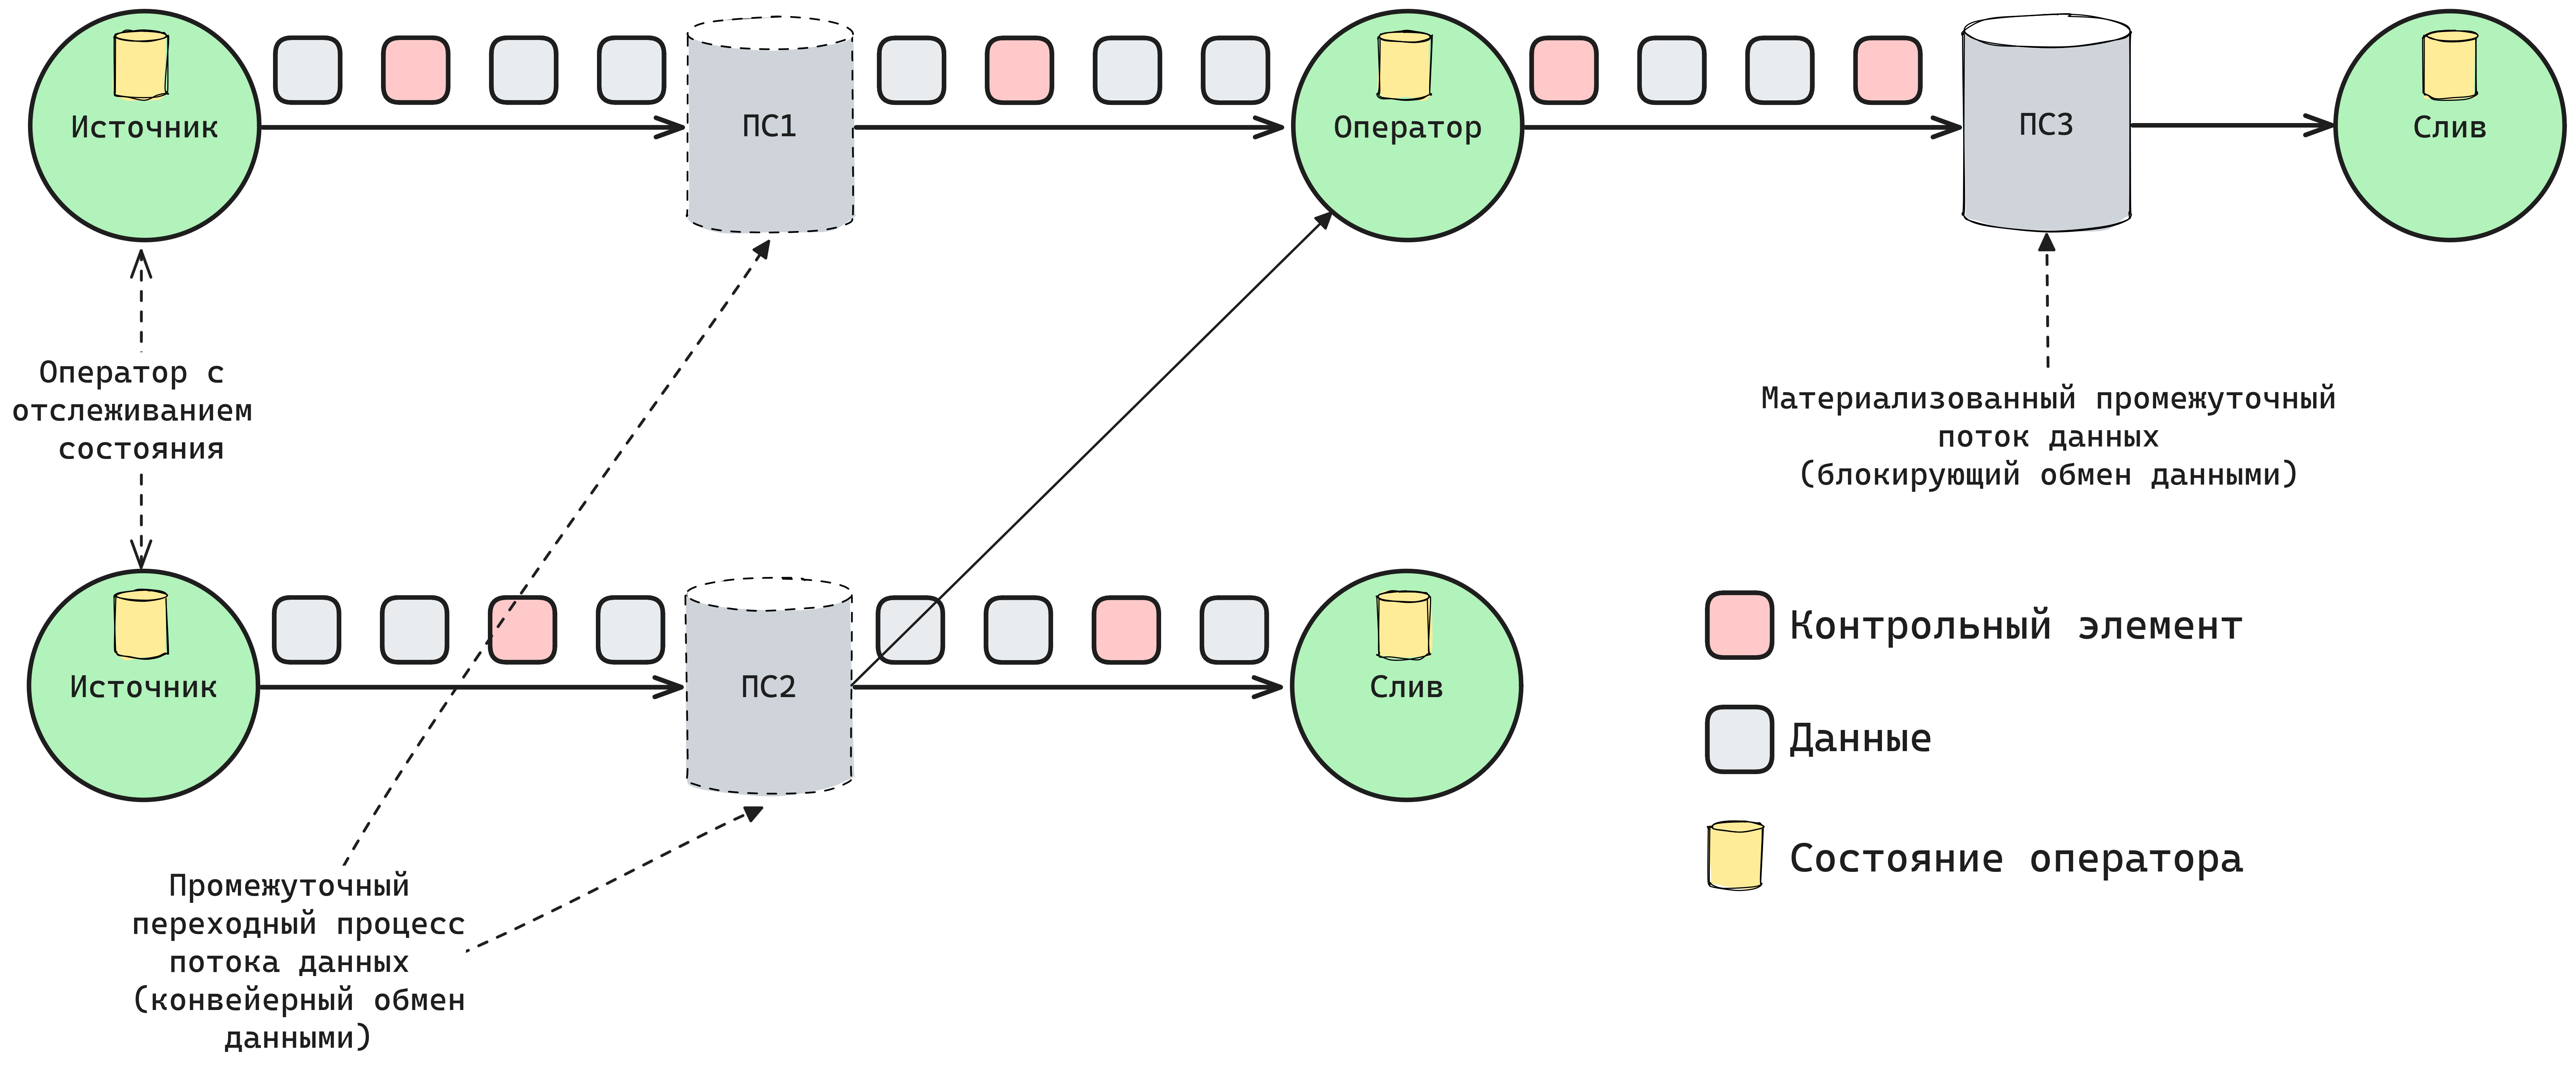 Источник
ПС1
Оператор
ПС3
Слив
Оператор с
отслеживанием
состояния
Материализованный промежуточный
поток данных
(блокирующий обмен данными)
Источник
ПС2
Слив
Контрольный элемент
Данные
Состояние оператора
Промежуточный
переходный процесс
потока данных
(конвейерный обмен
данными)